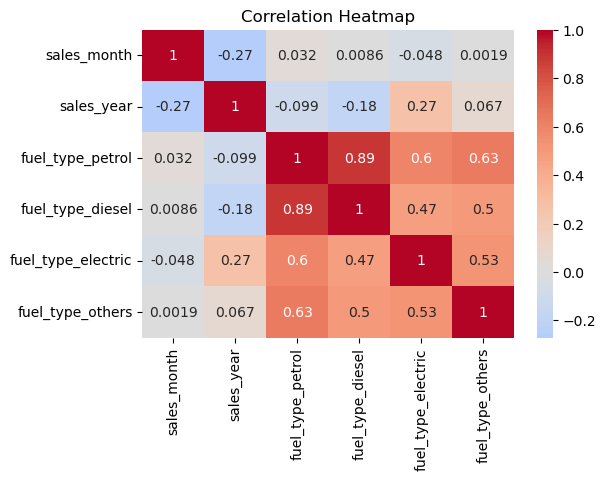 Correlation Heatmap
sales_month 1 -0.27 0.032 0.0086 -0.048 0.0019
sales_year -0.27 1 -0.099 -0.18 0.27 0.067
fuel_type_petrol 0.032 -0.099 1 0.89 0.6 0.63
fuel_type_diesel 0.0086 -0.18 0.89 1 0.47 0.5
fuel_type_electric -0.048 0.27 0.6 0.47 1 0.53
fuel_type_others 0.0019 0.067 0.63 0.5 0.53 1
sales_month
sales_year
fuel_type_petrol
fuel_type_diesel
fuel_type_electric
fuel_type_others
1.0
0.8
0.6
0.4
0.2
0.0
−0.2